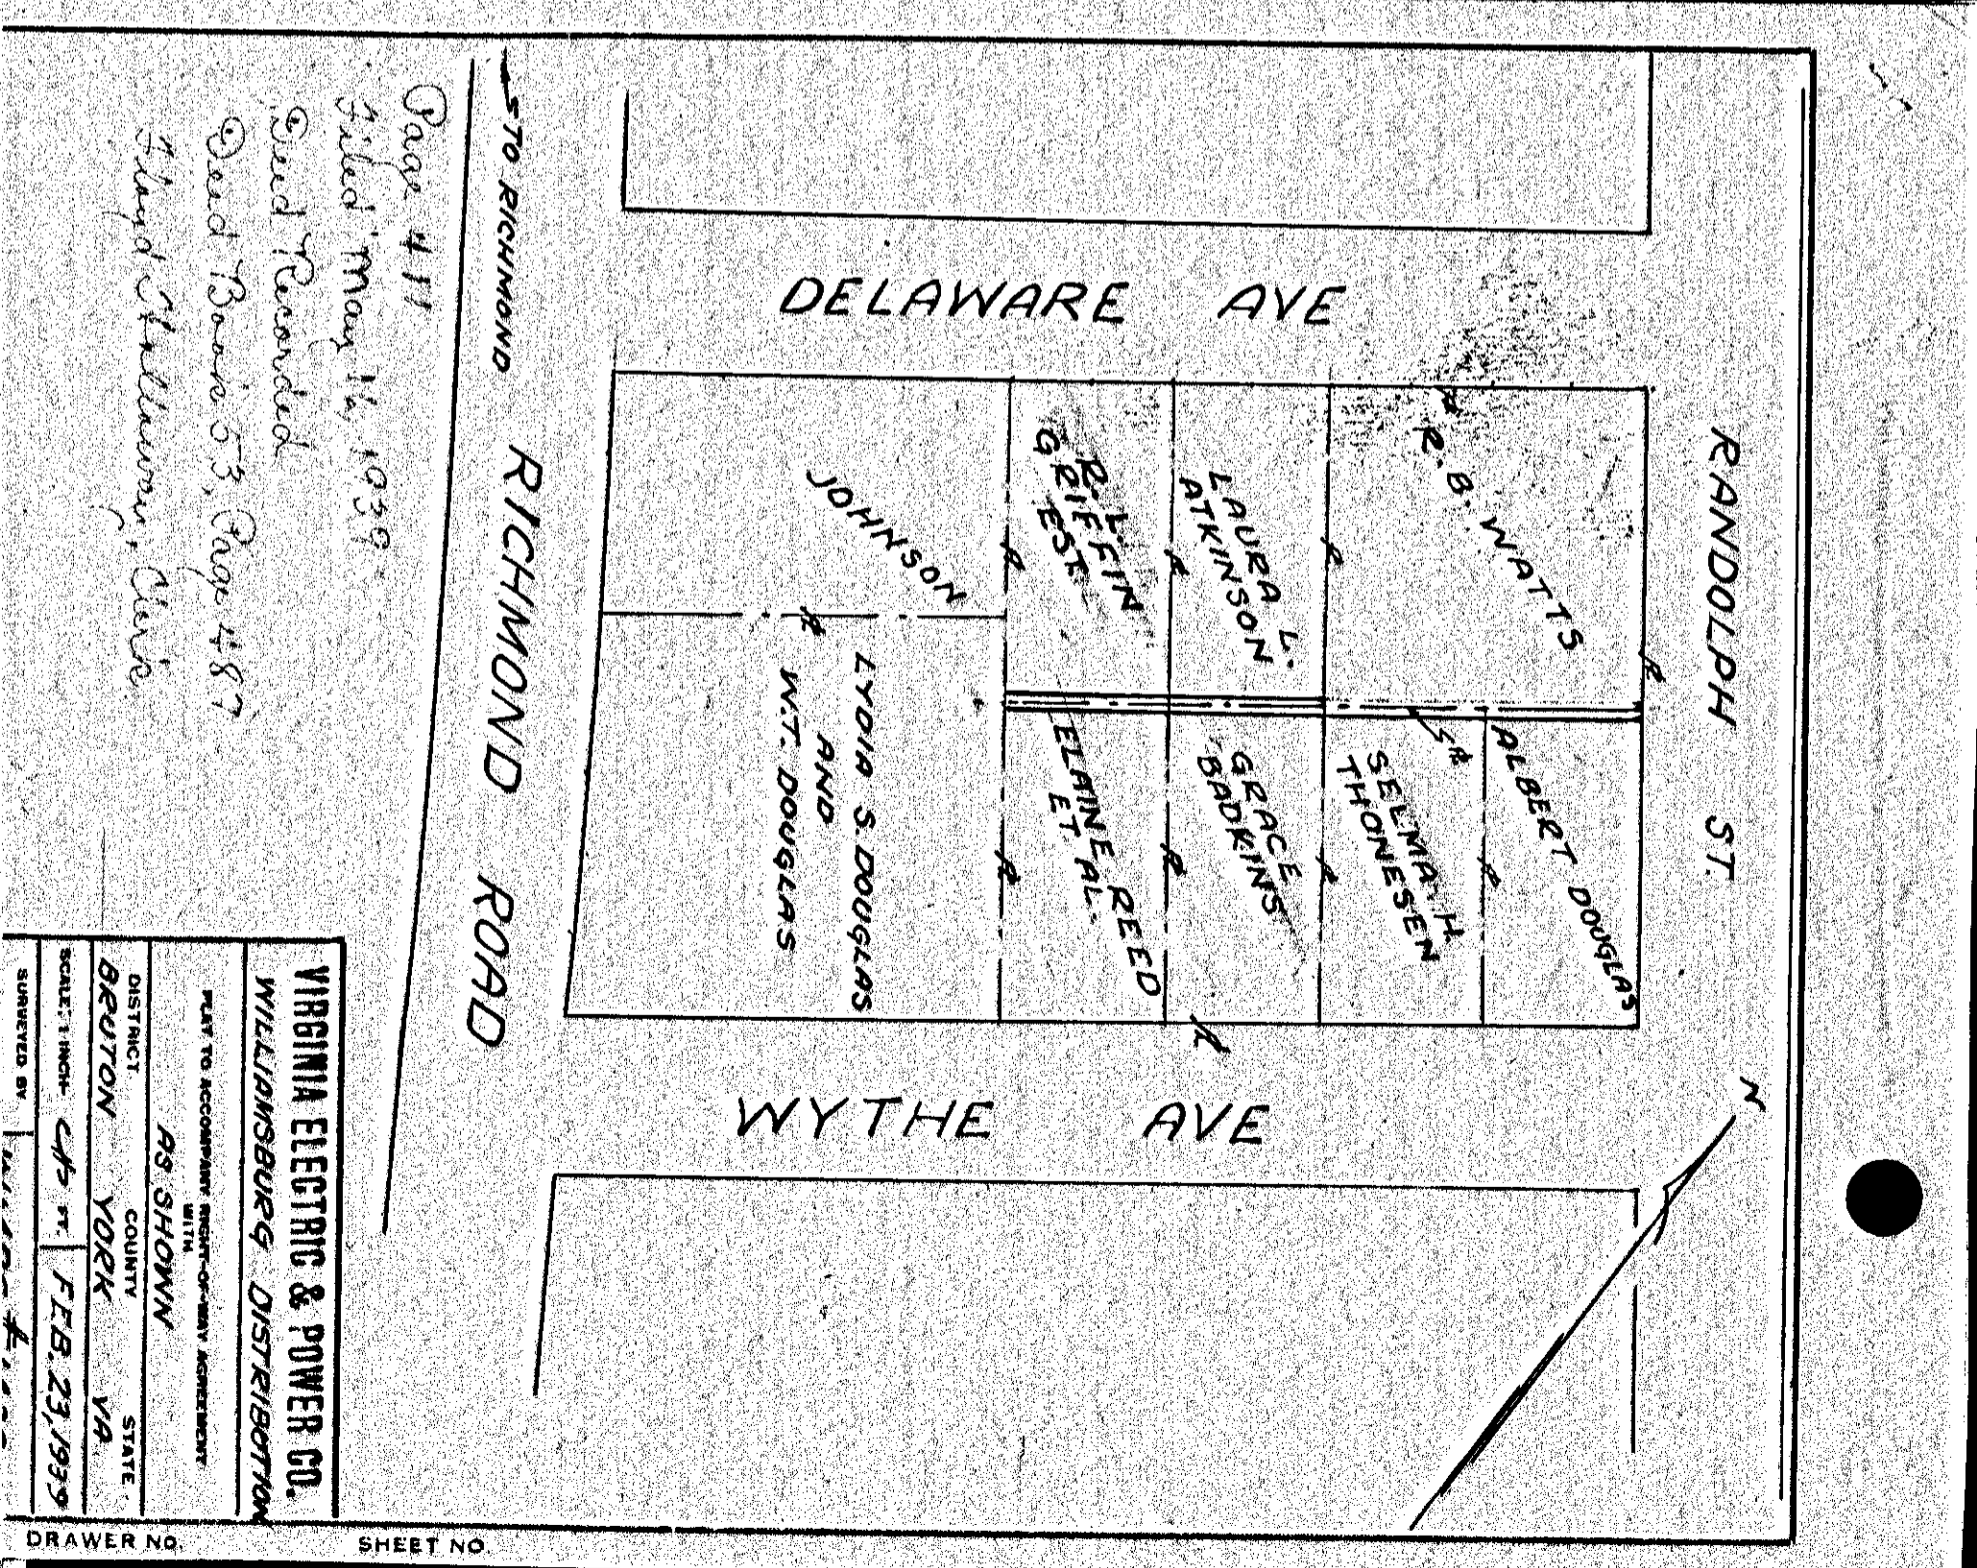 RANDOLPH ST.
N
DELAWARE AVE
R. B. WATTS
LAURA L.
ATKINSON
R. L.
GRIFFIN
EST.
JOHNSON
ALBERT DOUGLAS
SELMA H.
THONESEN
GRACE
BADKINS
ELAINE REED
ET AL.
LYDIA S. DOUGLAS
AND
W.T. DOUGLAS
WYTHE AVE
TO RICHMOND
RICHMOND ROAD
Page 411
Filed May 16, 1939
Deed Recorded
Deed Book 53, Page 487
Floyd Clerk
VIRGINIA ELECTRIC & POWER CO.
WILLIAMSBURG DISTRIBUTION
PLAT TO ACCOMPANY RIGHT-OF-WAY AGREEMENT
WITH
AS SHOWN
DISTRICT COUNTY STATE
BRUTON YORK VA.
SCALE: 1 INCH FT. FEB. 23, 1939
SURVEYED BY
DRAWER NO. SHEET NO.